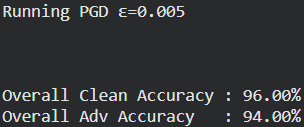 Running PGD ε=0.005
Overall Clean Accuracy : 96.00%
Overall Adv Accuracy   : 94.00%